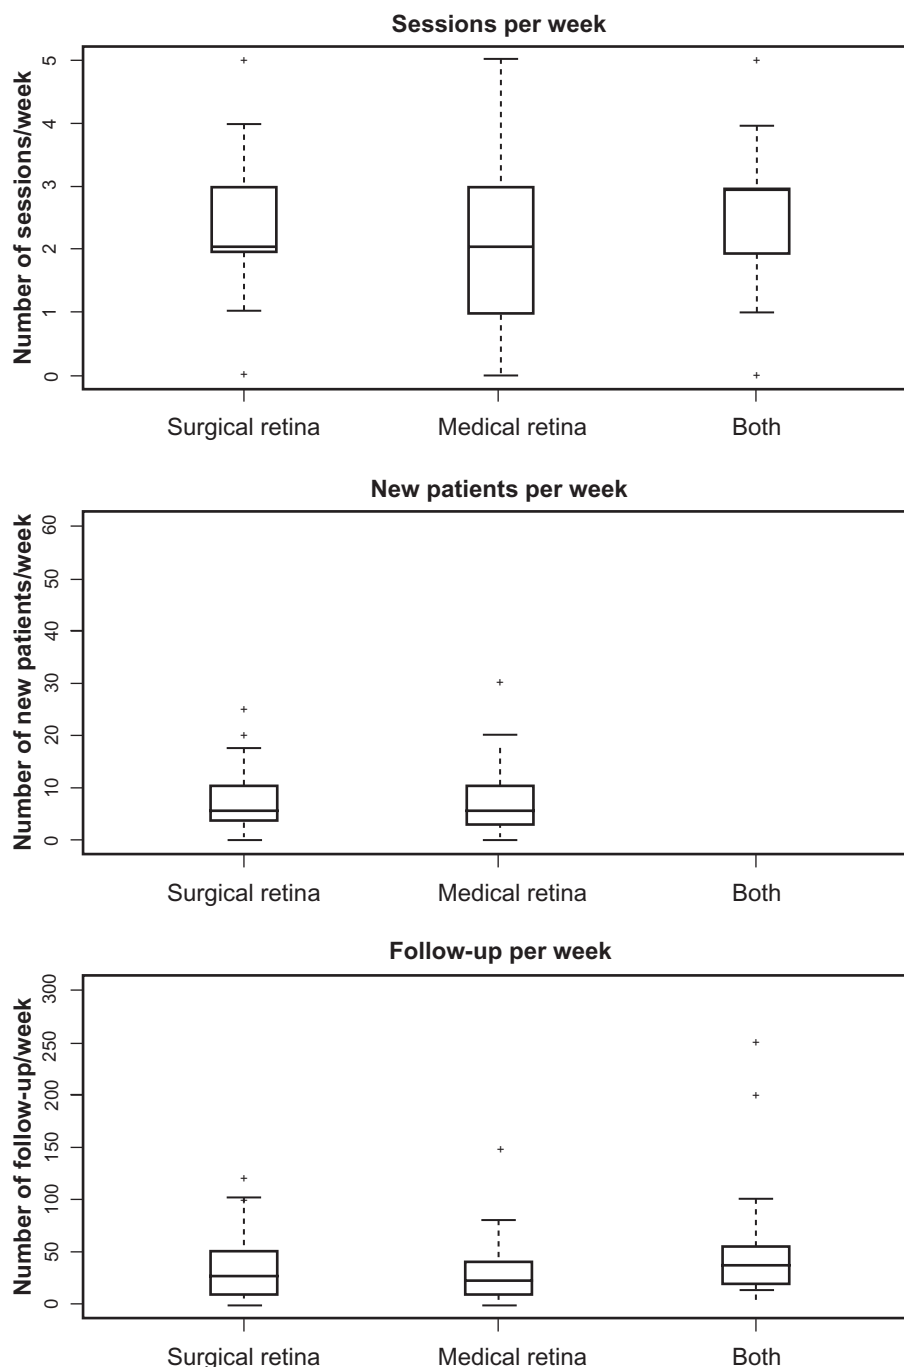 Sessions per week
Number of sessions/week
5
4
3
2
1
0
Surgical retina Medical retina Both
New patients per week
Number of new patients/week
60
50
40
30
20
10
0
Surgical retina Medical retina Both
Follow-up per week
Number of follow-up/week
300
250
200
150
100
50
0
Surgical retina Medical retina Both